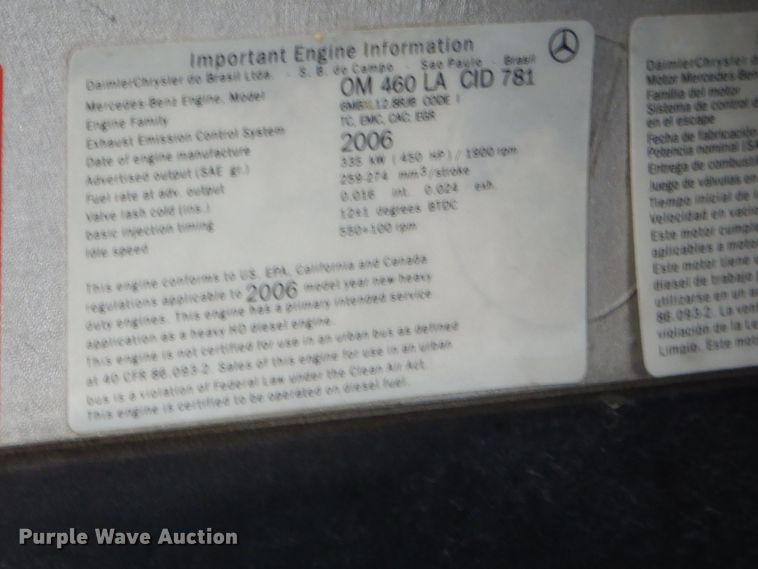 Important Engine Information
DaimlerChrysler do Brasil Ltda. - S. B. do Campo - Sao Paulo - Brasil
Mercedes-Benz Engine, Model OM 460 LA CID 781
Engine Family CODE
Exhaust Emission Control System TC, EMC, CAC, EGR
Date of engine manufacture 2006
Advertised output (SAE gr.) 335 kW (450 HP) // 1800 rpm
Fuel rate at adv. output 259.274 mm³/stroke
Valve lash cold (ins.) 0.016 int. 0.024 exh.
basic injection timing 12±1 degrees BTDC
Idle speed 550+100 rpm
This engine conforms to US. EPA, California and Canada
regulations applicable to 2006 model year new heavy
duty engines. This engine has a primary intended service
application as a heavy HD diesel engine.
This engine is not certified for use in an urban bus as defined
at 40 CFR 86.093-2. Sales of this engine for use in an urban
bus is a violation of Federal Law under the Clean Air Act.
This engine is certified to be operated on diesel fuel.
DaimlerChrysler d
Motor Mercedes-Ben
Familia del motor
Sistema de control d
en el escape
Fecha de fabricación
Potencia nominal (SA
Entrega de combusti
Juego de válvulas en
Tiempo inicial de i
Velocidad en vacío
Este motor cumple
aplicables a motor
Este motor tiene u
diesel de trabajo
utilizarse en un a
86.093-2. La ven
violación de la Le
Limpio. Este moto
Purple Wave Auction